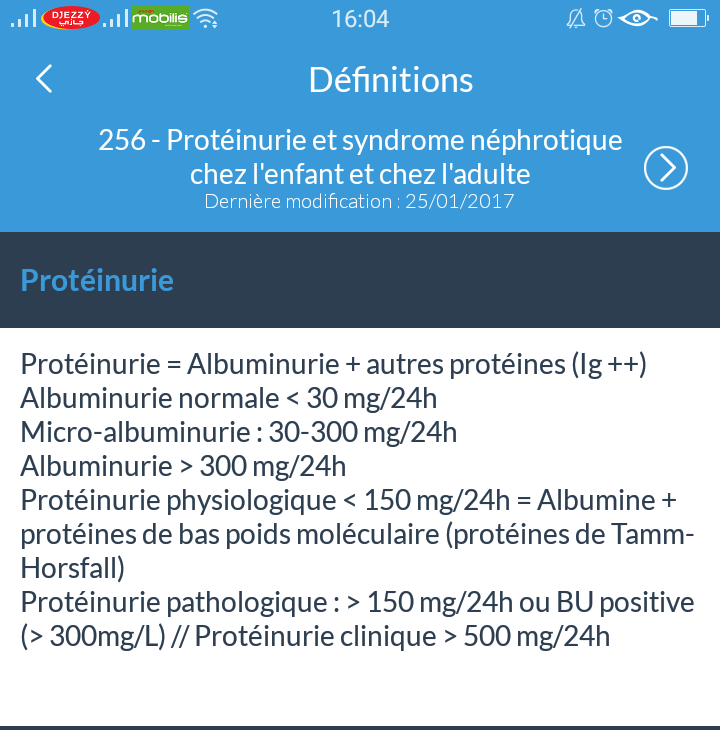 DJEZZY
جازي
mobilis
16:04
Définitions
256 - Protéinurie et syndrome néphrotique
chez l'enfant et chez l'adulte
Dernière modification : 25/01/2017
Protéinurie
Protéinurie = Albuminurie + autres protéines (Ig ++)
Albuminurie normale < 30 mg/24h
Micro-albuminurie : 30-300 mg/24h
Albuminurie > 300 mg/24h
Protéinurie physiologique < 150 mg/24h = Albumine +
protéines de bas poids moléculaire (protéines de Tamm-
Horsfall)
Protéinurie pathologique : > 150 mg/24h ou BU positive
(> 300mg/L) // Protéinurie clinique > 500 mg/24h